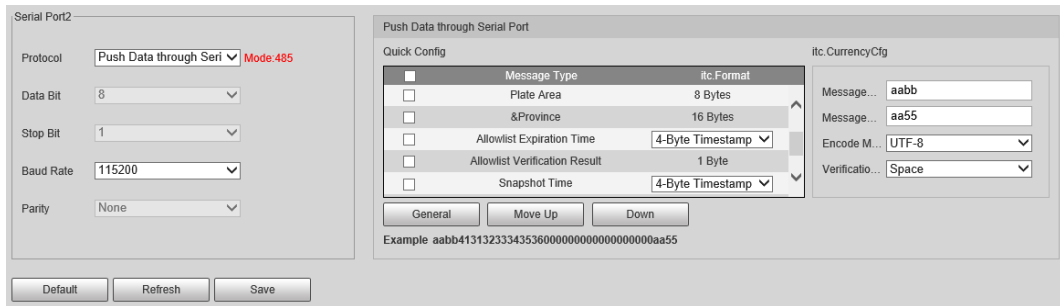 Serial Port2
Protocol Push Data through Seri Mode:485
Data Bit 8
Stop Bit 1
Baud Rate 115200
Parity None
Push Data through Serial Port
Quick Config
Message Type itc.Format
Plate Area 8 Bytes
&Province 16 Bytes
Allowlist Expiration Time 4-Byte Timestamp
Allowlist Verification Result 1 Byte
Snapshot Time 4-Byte Timestamp
General Move Up Down
Example aabb41313233343536000000000000000000aa55
itc.CurrencyCfg
Message... aabb
Message... aa55
Encode M... UTF-8
Verificatio... Space
Default Refresh Save